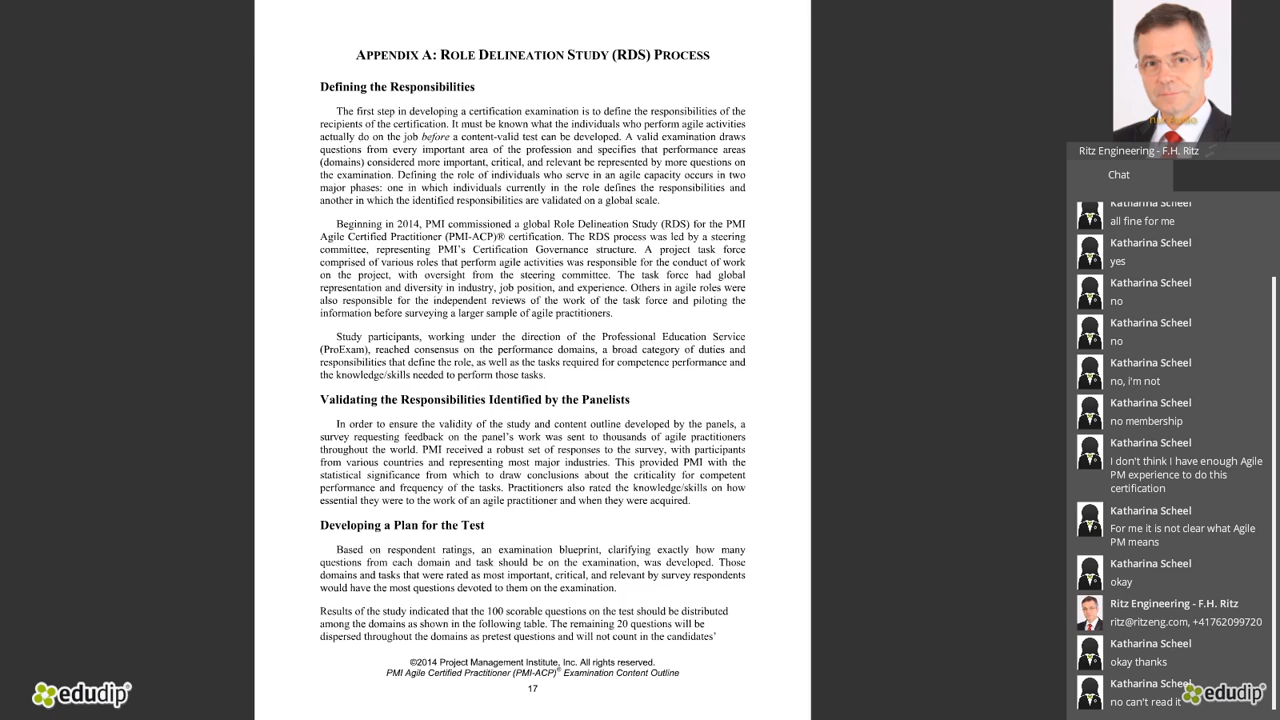 APPENDIX A: ROLE DELINEATION STUDY (RDS) PROCESS
Defining the Responsibilities
The first step in developing a certification examination is to define the responsibilities of the
recipients of the certification. It must be known what the individuals who perform agile activities
actually do on the job before a content-valid test can be developed. A valid examination draws
questions from every important area of the profession and specifies that performance areas
(domains) considered more important, critical, and relevant be represented by more questions on
the examination. Defining the role of individuals who serve in an agile capacity occurs in two
major phases: one in which individuals currently in the role defines the responsibilities and
another in which the identified responsibilities are validated on a global scale.
Beginning in 2014, PMI commissioned a global Role Delineation Study (RDS) for the PMI
Agile Certified Practitioner (PMI-ACP)® certification. The RDS process was led by a steering
committee, representing PMI's Certification Governance structure. A project task force
comprised of various roles that perform agile activities was responsible for the conduct of work
on the project, with oversight from the steering committee. The task force had global
representation and diversity in industry, job position, and experience. Others in agile roles were
also responsible for the independent reviews of the work of the task force and piloting the
information before surveying a larger sample of agile practitioners.
Study participants, working under the direction of the Professional Education Service
(ProExam), reached consensus on the performance domains, a broad category of duties and
responsibilities that define the role, as well as the tasks required for competence performance and
the knowledge/skills needed to perform those tasks.
Validating the Responsibilities Identified by the Panelists
In order to ensure the validity of the study and content outline developed by the panels, a
survey requesting feedback on the panel's work was sent to thousands of agile practitioners
throughout the world. PMI received a robust set of responses to the survey, with participants
from various countries and representing most major industries. This provided PMI with the
statistical significance from which to draw conclusions about the criticality for competent
performance and frequency of the tasks. Practitioners also rated the knowledge/skills on how
essential they were to the work of an agile practitioner and when they were acquired.
Developing a Plan for the Test
Based on respondent ratings, an examination blueprint, clarifying exactly how many
questions from each domain and task should be on the examination, was developed. Those
domains and tasks that were rated as most important, critical, and relevant by survey respondents
would have the most questions devoted to them on the examination.
Results of the study indicated that the 100 scorable questions on the test should be distributed
among the domains as shown in the following table. The remaining 20 questions will be
dispersed throughout the domains as pretest questions and will not count in the candidates'
©2014 Project Management Institute, Inc. All rights reserved.
PMI Agile Certified Practitioner (PMI-ACP)® Examination Content Outline
17
edudip
Ritz Engineering - F.H. Ritz
Chat
Katharina Scheel
all fine for me
Katharina Scheel
yes
Katharina Scheel
no
Katharina Scheel
no
Katharina Scheel
no, i'm not
Katharina Scheel
no membership
Katharina Scheel
I don't think I have enough Agile
PM experience to do this
certification
Katharina Scheel
For me it is not clear what Agile
PM means
Katharina Scheel
okay
Ritz Engineering - F.H. Ritz
ritz@ritzeng.com, +41762099720
Katharina Scheel
okay thanks
Katharina Scheel
no can't read it
edudip